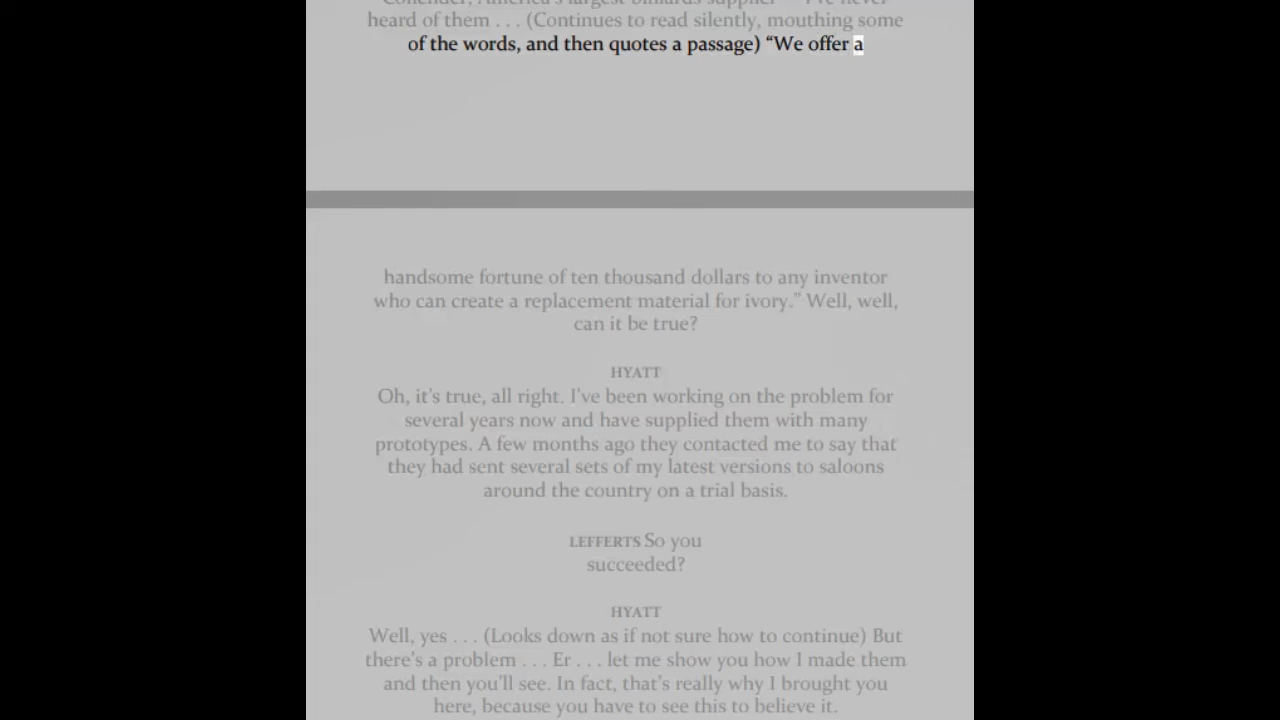 heard of them . . . (Continues to read silently, mouthing some
of the words, and then quotes a passage) “We offer a
handsome fortune of ten thousand dollars to any inventor
who can create a replacement material for ivory.” Well, well,
can it be true?
HYATT
Oh, it’s true, all right. I’ve been working on the problem for
several years now and have supplied them with many
prototypes. A few months ago they contacted me to say that
they had sent several sets of my latest versions to saloons
around the country on a trial basis.
LEFFERTS So you
succeeded?
HYATT
Well, yes . . . (Looks down as if not sure how to continue) But
there’s a problem . . . Er . . . let me show you how I made them
and then you’ll see. In fact, that’s really why I brought you
here, because you have to see this to believe it.